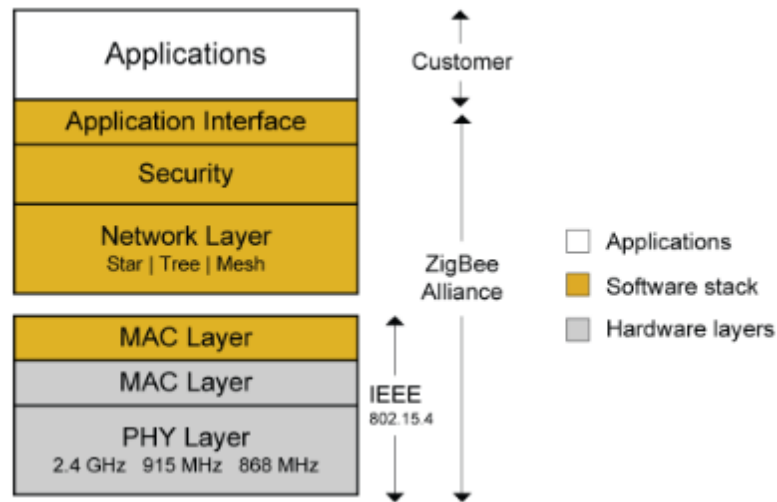 Applications
Application Interface
Security
Network Layer
Star | Tree | Mesh
MAC Layer
MAC Layer
PHY Layer
2.4 GHz 915 MHz 868 MHz
Customer
ZigBee
Alliance
IEEE
802.15.4
Applications
Software stack
Hardware layers